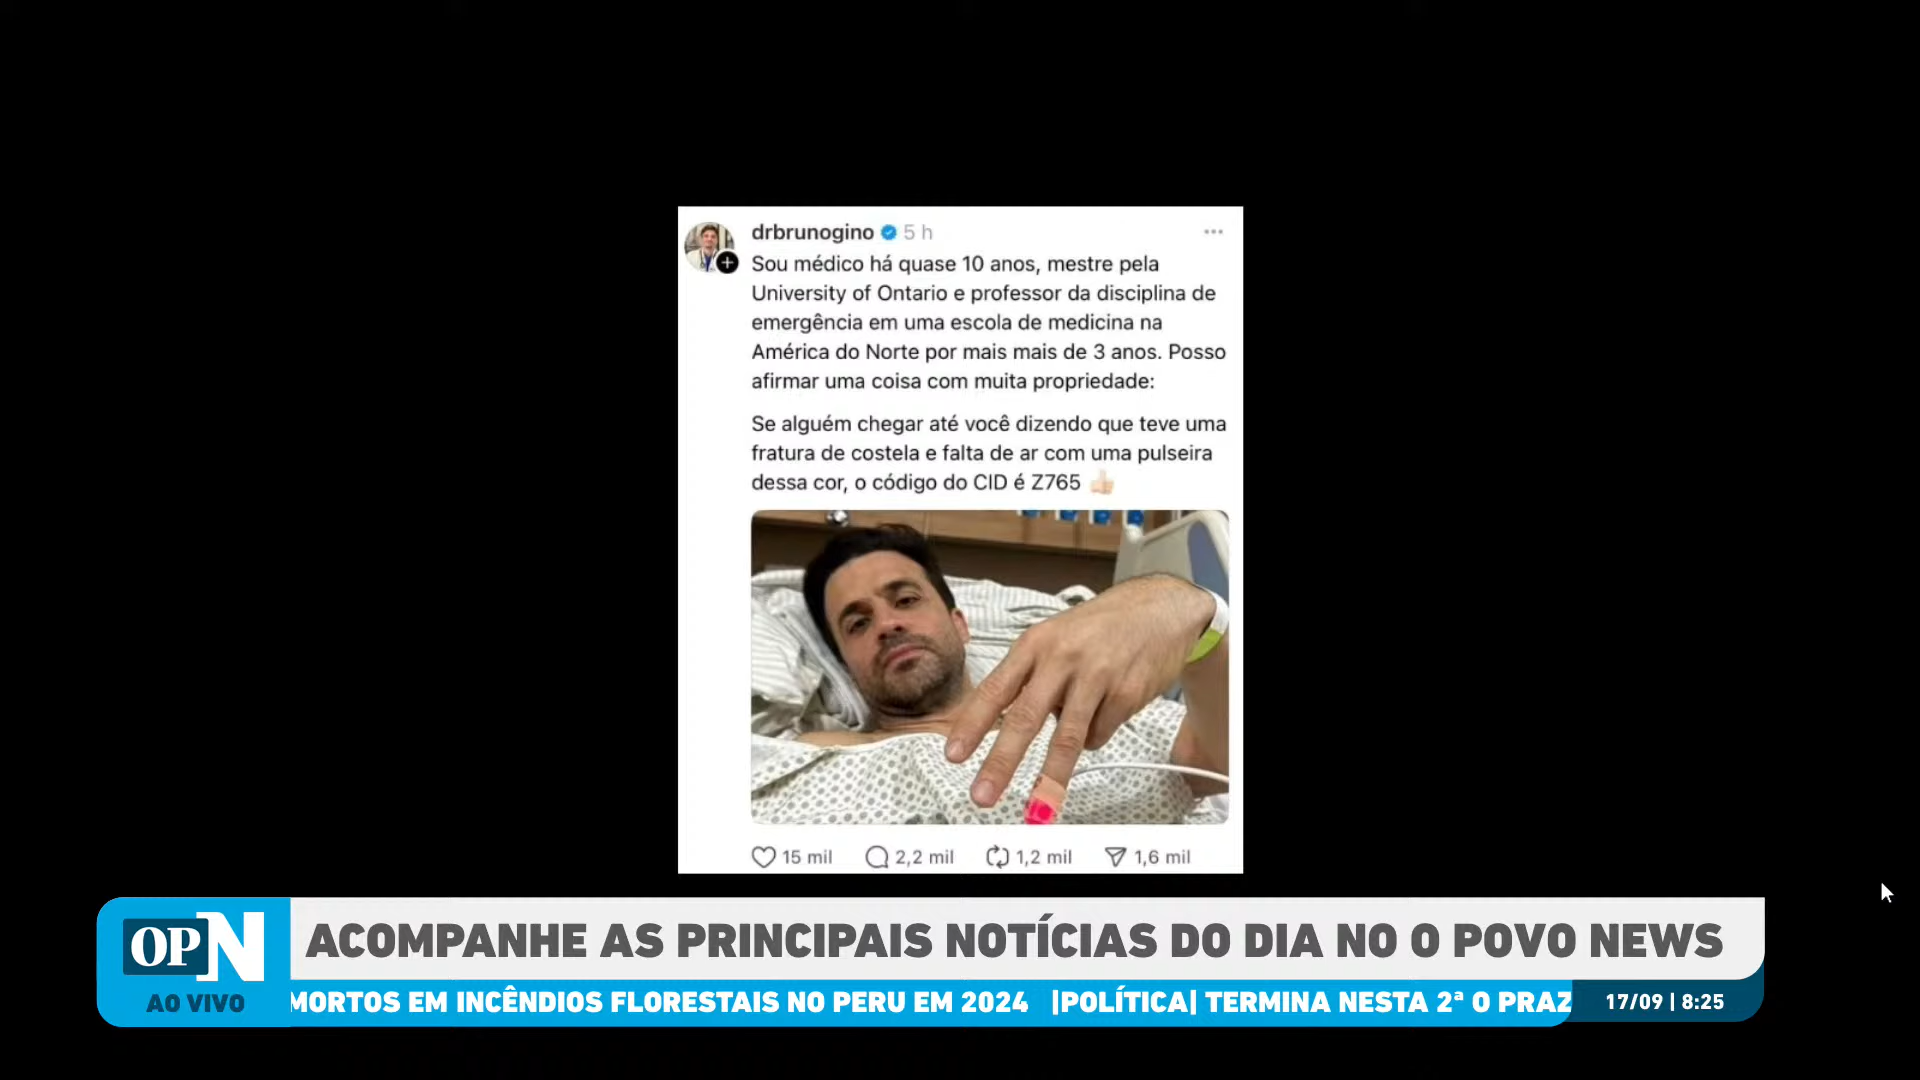 drbrunogino 5 h
Sou médico há quase 10 anos, mestre pela
University of Ontario e professor da disciplina de
emergência em uma escola de medicina na
América do Norte por mais mais de 3 anos. Posso
afirmar uma coisa com muita propriedade:
Se alguém chegar até você dizendo que teve uma
fratura de costela e falta de ar com uma pulseira
dessa cor, o código do CID é Z765 👍🏻
15 mil 2,2 mil 1,2 mil 1,6 mil
OPN ACOMPANHE AS PRINCIPAIS NOTÍCIAS DO DIA NO O POVO NEWS
AO VIVO MORTOS EM INCÊNDIOS FLORESTAIS NO PERU EM 2024 |POLÍTICA| TERMINA NESTA 2ª O PRAZ 17/09 | 8:25